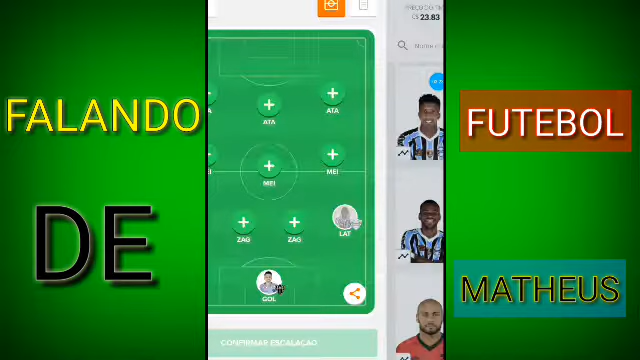 FALANDO
DE
FUTEBOL
MATHEUS
C$ 23.83
ATA
ATA
MEI
MEI
ZAG
ZAG
LAT
GOL
CONFIRMAR ESCALAÇÃO